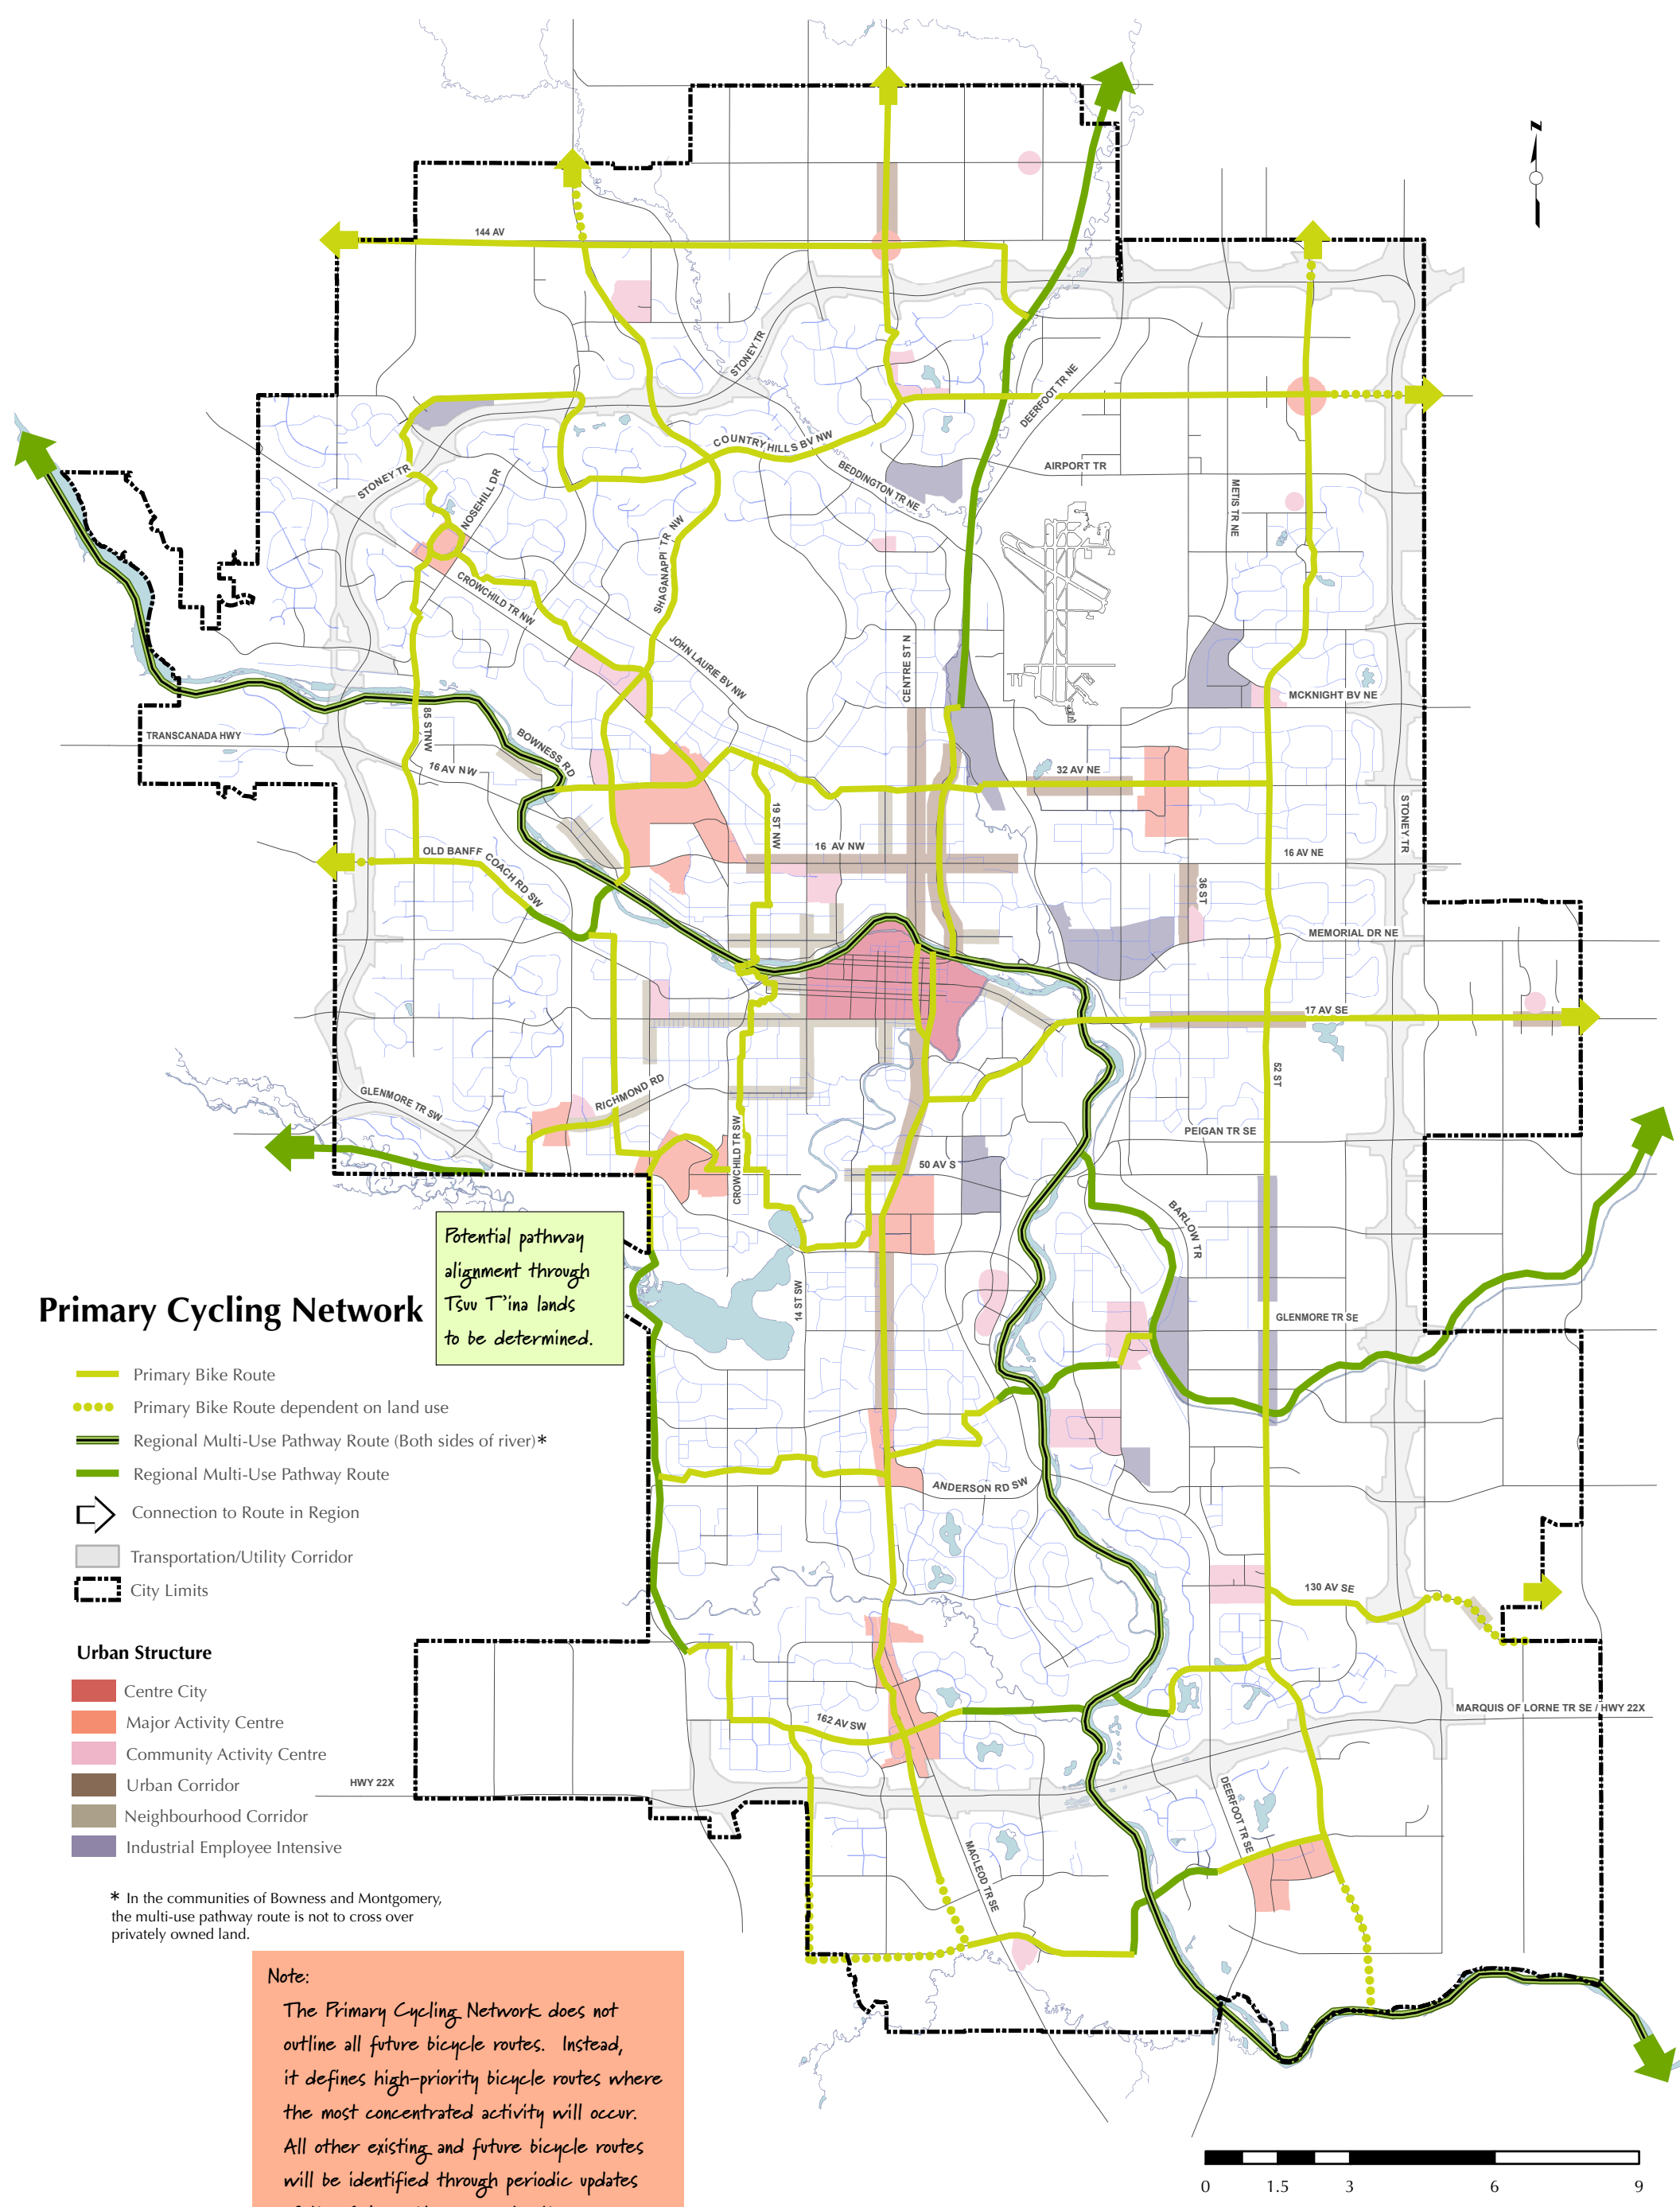 144 AV
STONEY TR
DEERFOOT TR NE
COUNTRY HILLS BV NW
BEDDINGTON TR NE
AIRPORT TR
STONEY TR
NOSEHILL DR
METIS TR NE
SHAGANAPPI TR NW
CROWCHILD TR NW
JOHN LAURIE BV NW
CENTRE ST N
MCKNIGHT BV NE
85 ST NW
TRANSCANADA HWY
BOWNESS RD
16 AV NW
32 AV NE
19 ST NW
STONEY TR
OLD BANFF COACH RD SW
16 AV NW
16 AV NE
36 ST
MEMORIAL DR NE
17 AV SE
52 ST
GLENMORE TR SW
RICHMOND RD
CROWCHILD TR SW
PEIGAN TR SE
50 AV S
BARLOW TR
Potential pathway
alignment through
Tsuu T'ina lands
to be determined.
14 ST SW
GLENMORE TR SE
Primary Cycling Network
Primary Bike Route
Primary Bike Route dependent on land use
Regional Multi-Use Pathway Route (Both sides of river)*
Regional Multi-Use Pathway Route
Connection to Route in Region
Transportation/Utility Corridor
City Limits
ANDERSON RD SW
130 AV SE
Urban Structure
Centre City
Major Activity Centre
Community Activity Centre
Urban Corridor
Neighbourhood Corridor
Industrial Employee Intensive
162 AV SW
MARQUIS OF LORNE TR SE / HWY 22X
HWY 22X
DEERFOOT TR SE
MACLEOD TR SE
* In the communities of Bowness and Montgomery,
the multi-use pathway route is not to cross over
privately owned land.
Note:
The Primary Cycling Network does not
outline all future bicycle routes. Instead,
it defines high-priority bicycle routes where
the most concentrated activity will occur.
All other existing and future bicycle routes
will be identified through periodic updates
N
0 1.5 3 6 9